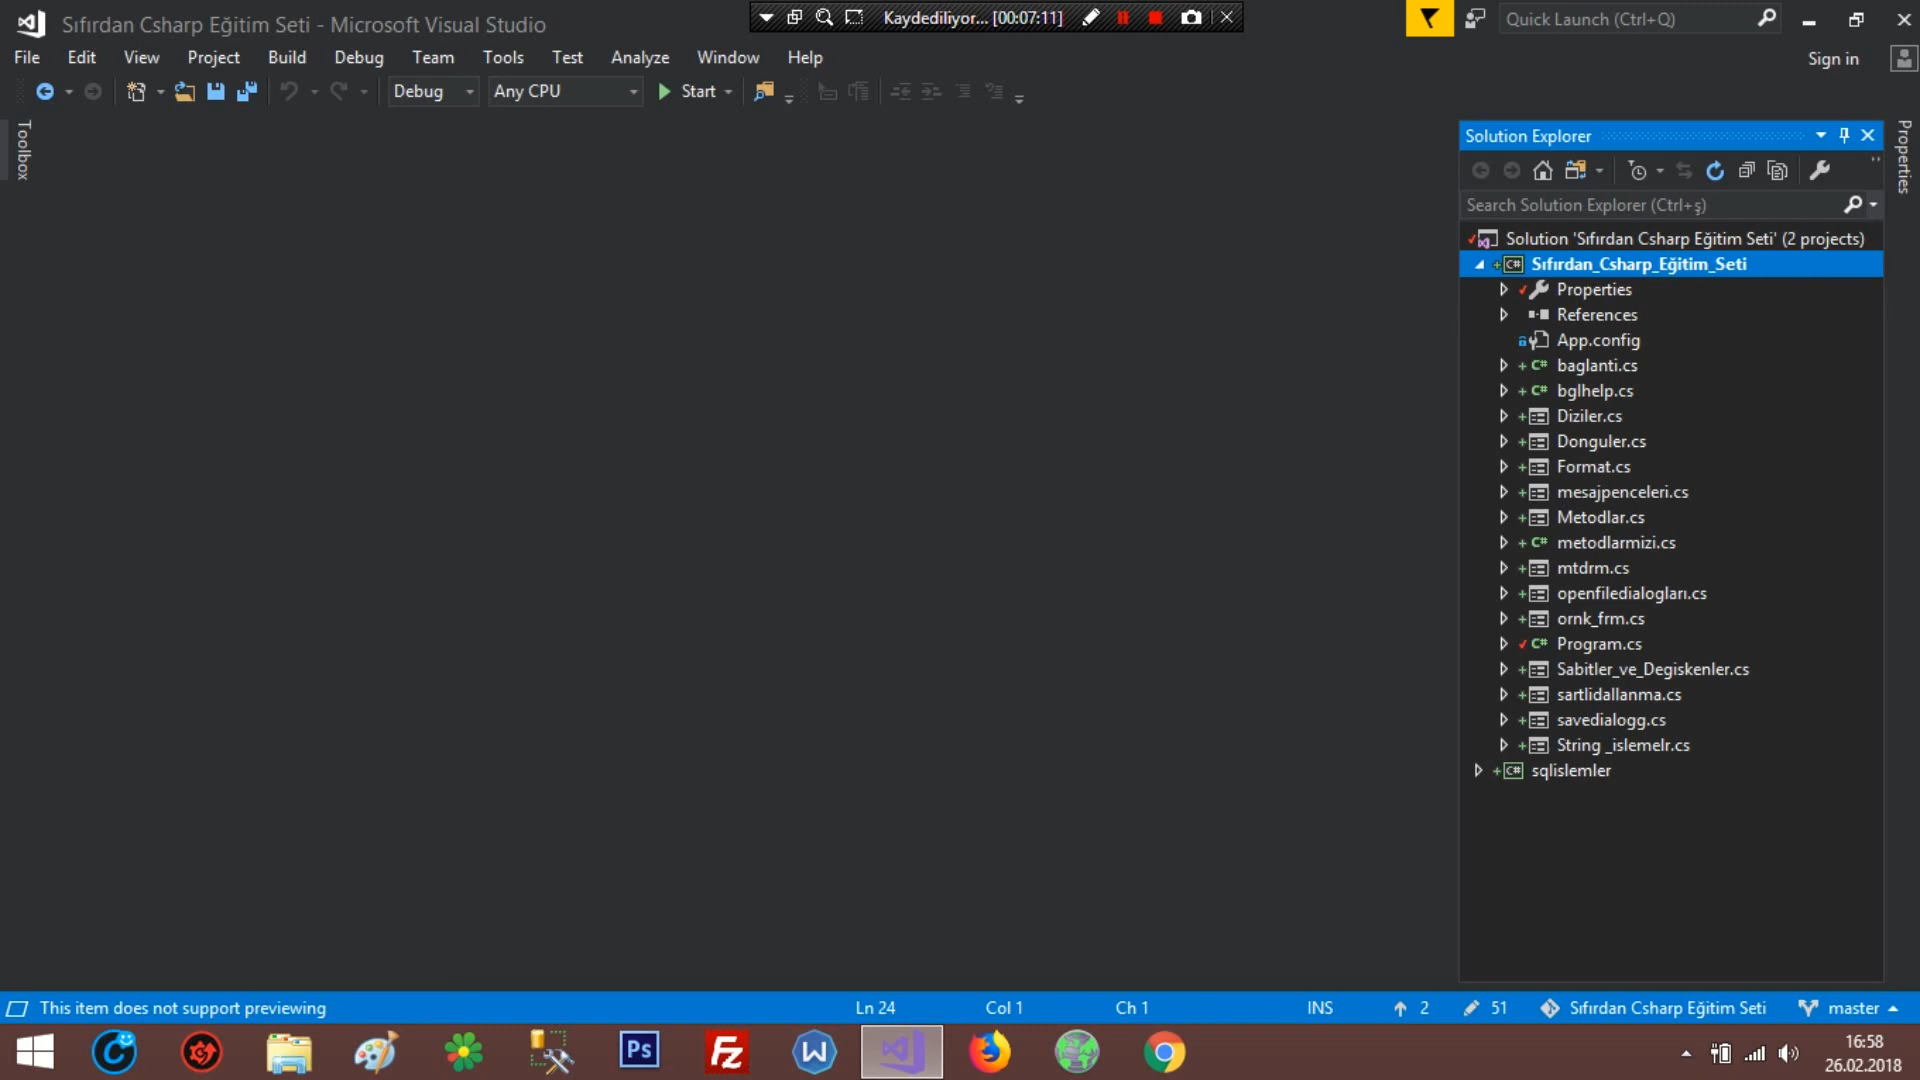 Sıfırdan Csharp Eğitim Seti - Microsoft Visual Studio
Kaydediliyor... [00:07:11]
Quick Launch (Ctrl+Q)
File Edit View Project Build Debug Team Tools Test Analyze Window Help
Sign in
Debug Any CPU Start
Toolbox
Solution Explorer
Properties
Search Solution Explorer (Ctrl+ş)
Solution 'Sıfırdan Csharp Eğitim Seti' (2 projects)
Sıfırdan_Csharp_Eğitim_Seti
Properties
References
App.config
baglanti.cs
bglhelp.cs
Diziler.cs
Donguler.cs
Format.cs
mesajpenceleri.cs
Metodlar.cs
metodlarmizi.cs
mtdrm.cs
openfiledialogları.cs
ornk_frm.cs
Program.cs
Sabitler_ve_Degiskenler.cs
sartlidallanma.cs
savedialogg.cs
String _islemelr.cs
sqlislemler
This item does not support previewing
Ln 24 Col 1 Ch 1 INS 2 51 Sıfırdan Csharp Eğitim Seti master
Ps
Fz
W
16:58
26.02.2018